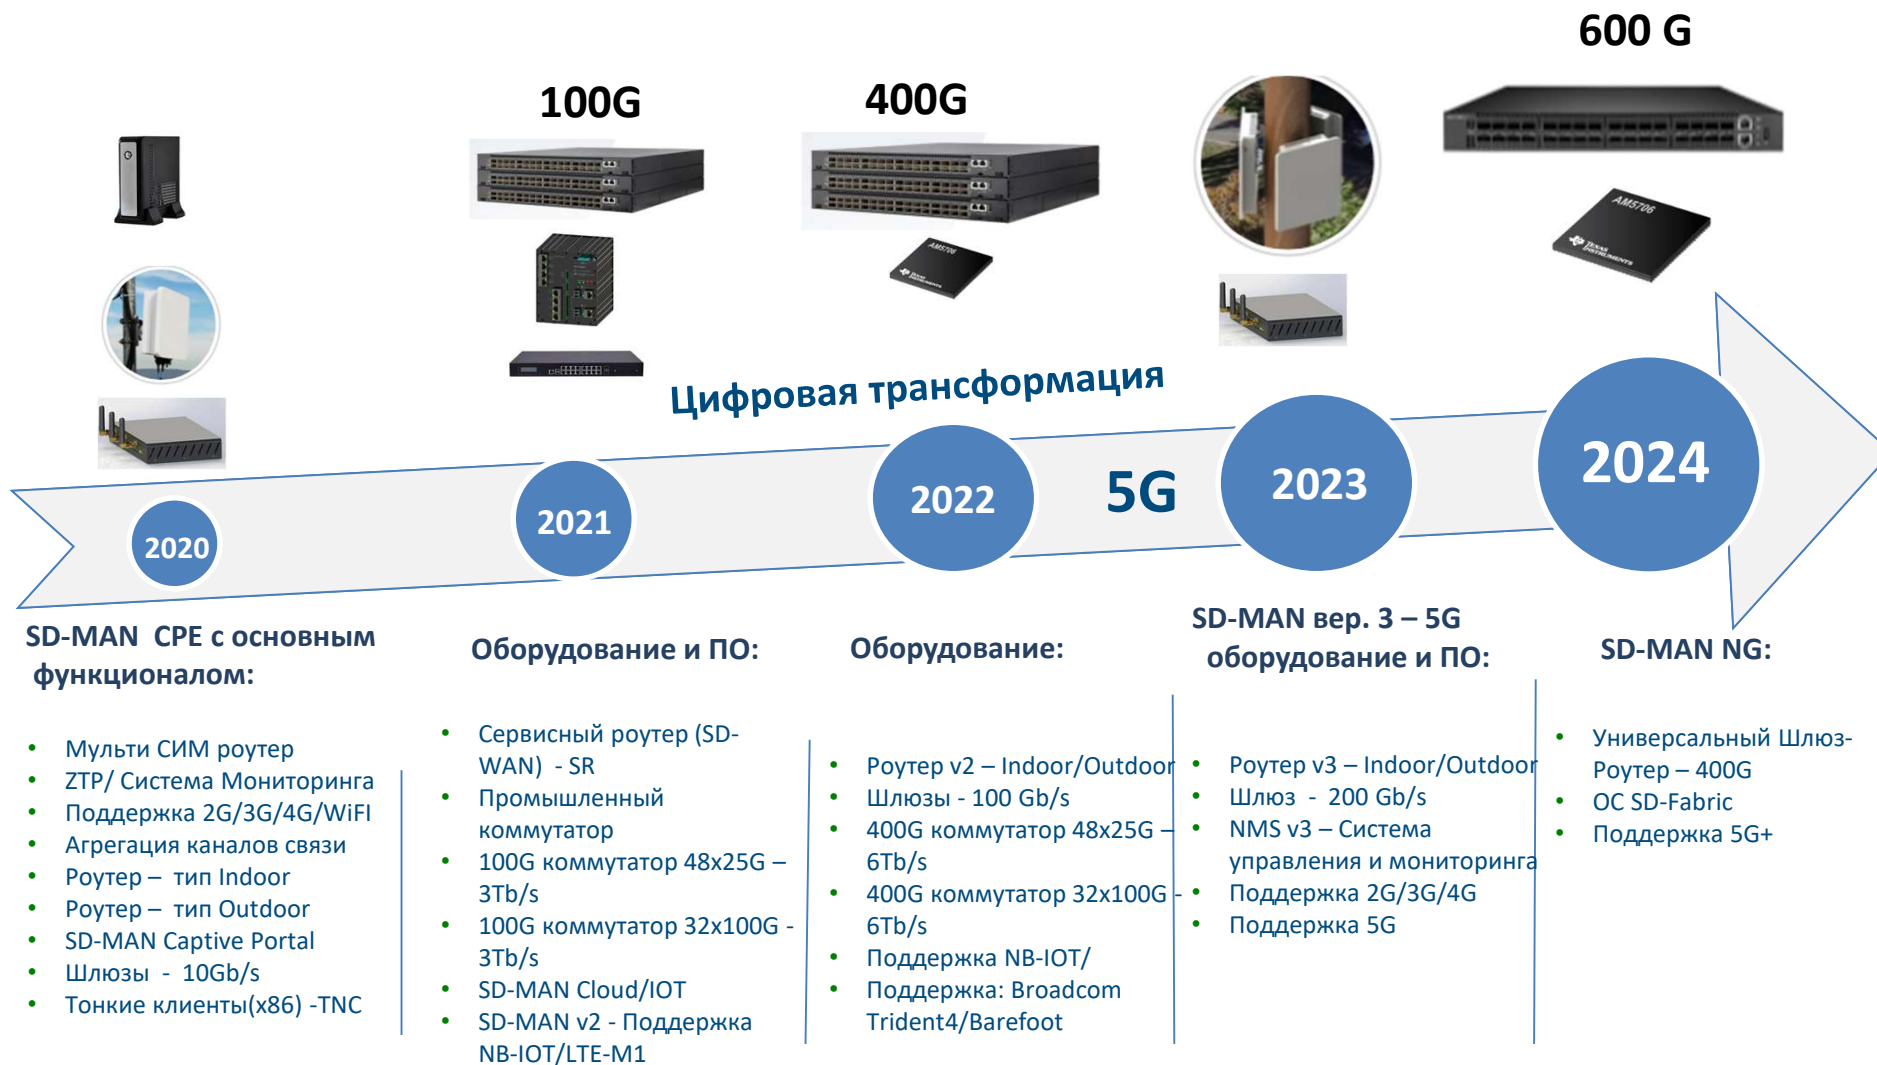 600 G
100G
400G
AM5706
TEXAS
INSTRUMENTS
AM5706
TEXAS
INSTRUMENTS
Цифровая трансформация
2020
2021
2022
5G
2023
2024
SD-MAN CPE с основным
функционалом:
• Мульти СИМ роутер
• ZTP/ Система Мониторинга
• Поддержка 2G/3G/4G/WiFI
• Агрегация каналов связи
• Роутер – тип Indoor
• Роутер – тип Outdoor
• SD-MAN Captive Portal
• Шлюзы - 10Gb/s
• Тонкие клиенты(x86) -TNC
Оборудование и ПО:
• Сервисный роутер (SD-
WAN) - SR
• Промышленный
коммутатор
• 100G коммутатор 48x25G –
3Tb/s
• 100G коммутатор 32x100G -
3Tb/s
• SD-MAN Cloud/IOT
• SD-MAN v2 - Поддержка
NB-IOT/LTE-M1
Оборудование:
• Роутер v2 – Indoor/Outdoor
• Шлюзы - 100 Gb/s
• 400G коммутатор 48x25G –
6Tb/s
• 400G коммутатор 32x100G -
6Tb/s
• Поддержка NB-IOT/
• Поддержка: Broadcom
Trident4/Barefoot
SD-MAN вер. 3 – 5G
оборудование и ПО:
• Роутер v3 – Indoor/Outdoor
• Шлюз - 200 Gb/s
• NMS v3 – Система
управления и мониторинга
• Поддержка 2G/3G/4G
• Поддержка 5G
SD-MAN NG:
• Универсальный Шлюз-
Роутер – 400G
• ОС SD-Fabric
• Поддержка 5G+